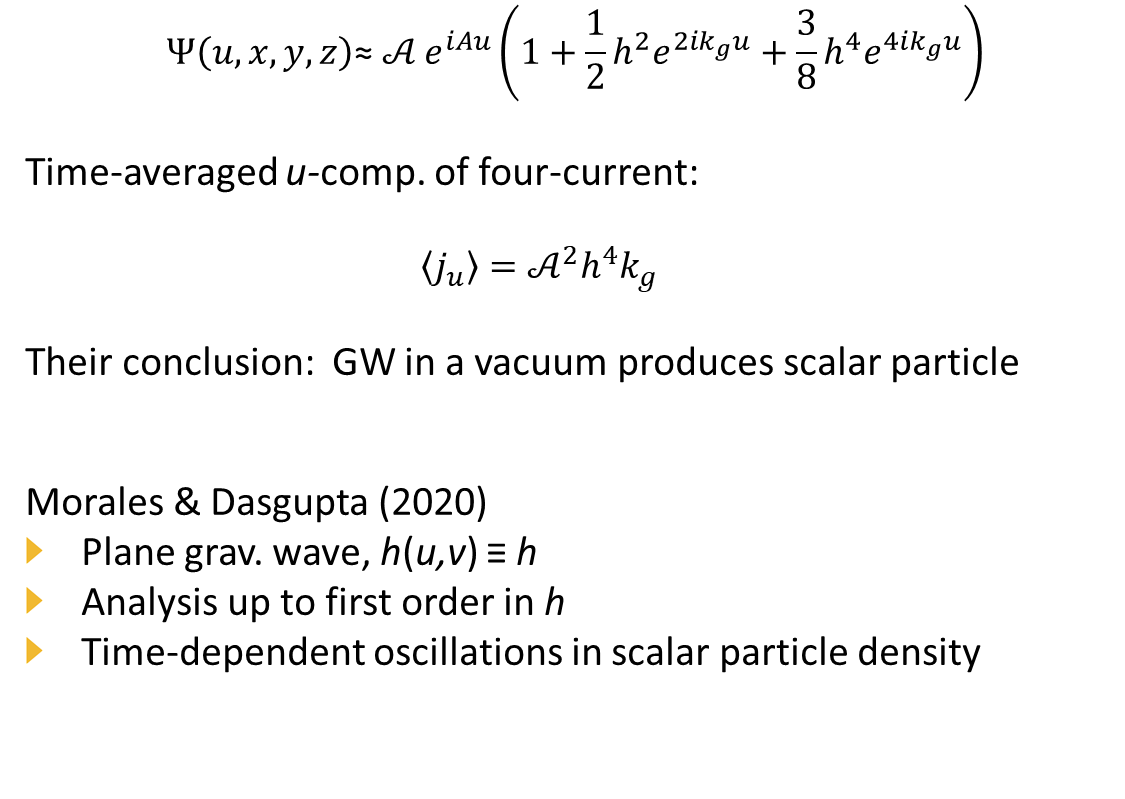 Ψ(u, x, y, z)≈ 𝒜 e^{iAu} (1 + \frac{1}{2} h^2 e^{2ik_g u} + \frac{3}{8} h^4 e^{4ik_g u})
Time-averaged u-comp. of four-current:
⟨j_u⟩ = 𝒜^2 h^4 k_g
Their conclusion: GW in a vacuum produces scalar particle
Morales & Dasgupta (2020)
Plane grav. wave, h(u,v) ≡ h
Analysis up to first order in h
Time-dependent oscillations in scalar particle density